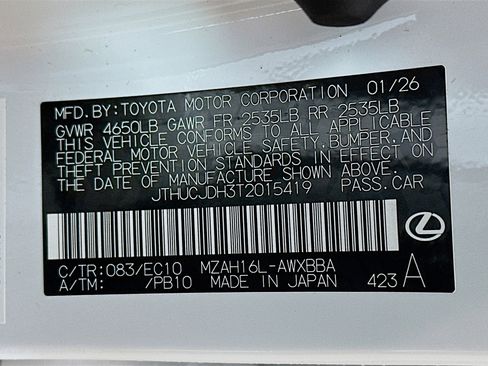 MFD. BY: TOYOTA MOTOR CORPORATION 01/26
GVWR 4650LB GAWR FR 2535LB RR 2535LB
THIS VEHICLE CONFORMS TO ALL APPLICABLE
FEDERAL MOTOR VEHICLE SAFETY, BUMPER, AND
THEFT PREVENTION STANDARDS IN EFFECT ON
THE DATE OF MANUFACTURE SHOWN ABOVE.
JTHUCJDH3T2015419 PASS. CAR
C/TR: 083/EC10 MZAH16L-AWXBBA
A/TM: /PB10 MADE IN JAPAN 423 A